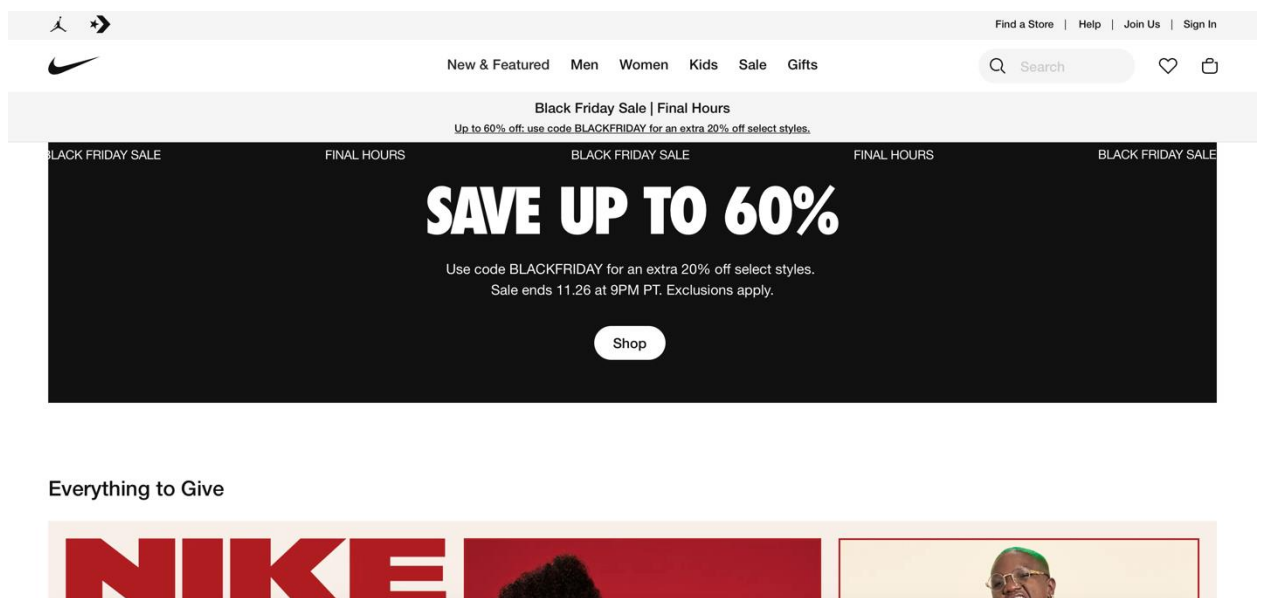 Find a Store | Help | Join Us | Sign In
New & Featured Men Women Kids Sale Gifts
Search
Black Friday Sale | Final Hours
Up to 60% off: use code BLACKFRIDAY for an extra 20% off select styles.
LACK FRIDAY SALE FINAL HOURS BLACK FRIDAY SALE FINAL HOURS BLACK FRIDAY SALE
SAVE UP TO 60%
Use code BLACKFRIDAY for an extra 20% off select styles.
Sale ends 11.26 at 9PM PT. Exclusions apply.
Shop
Everything to Give
NIKE